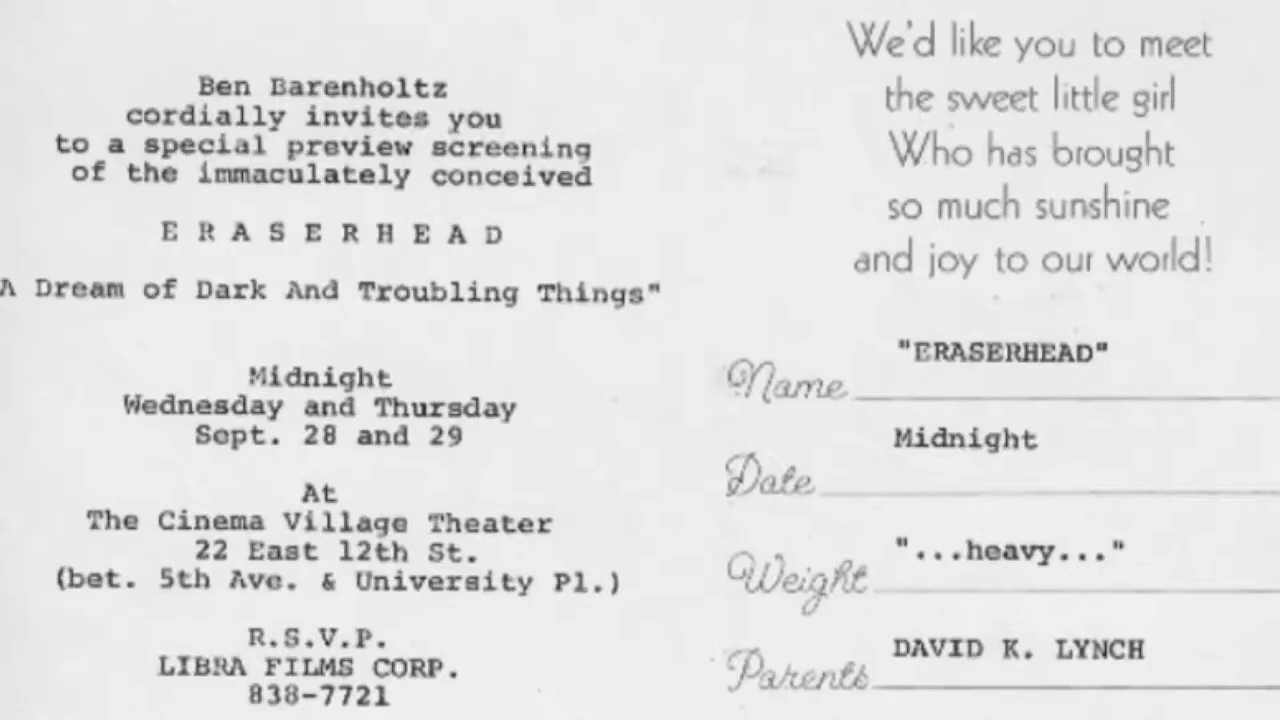 Ben Barenholtz
cordially invites you
to a special preview screening
of the immaculately conceived
E R A S E R H E A D
A Dream of Dark And Troubling Things"
Midnight
Wednesday and Thursday
Sept. 28 and 29
At
The Cinema Village Theater
22 East 12th St.
(bet. 5th Ave. & University Pl.)
R.S.V.P.
LIBRA FILMS CORP.
838-7721
We'd like you to meet
the sweet little girl
Who has brought
so much sunshine
and joy to our world!
Name "ERASERHEAD"
Date Midnight
Weight "...heavy..."
Parents DAVID K. LYNCH